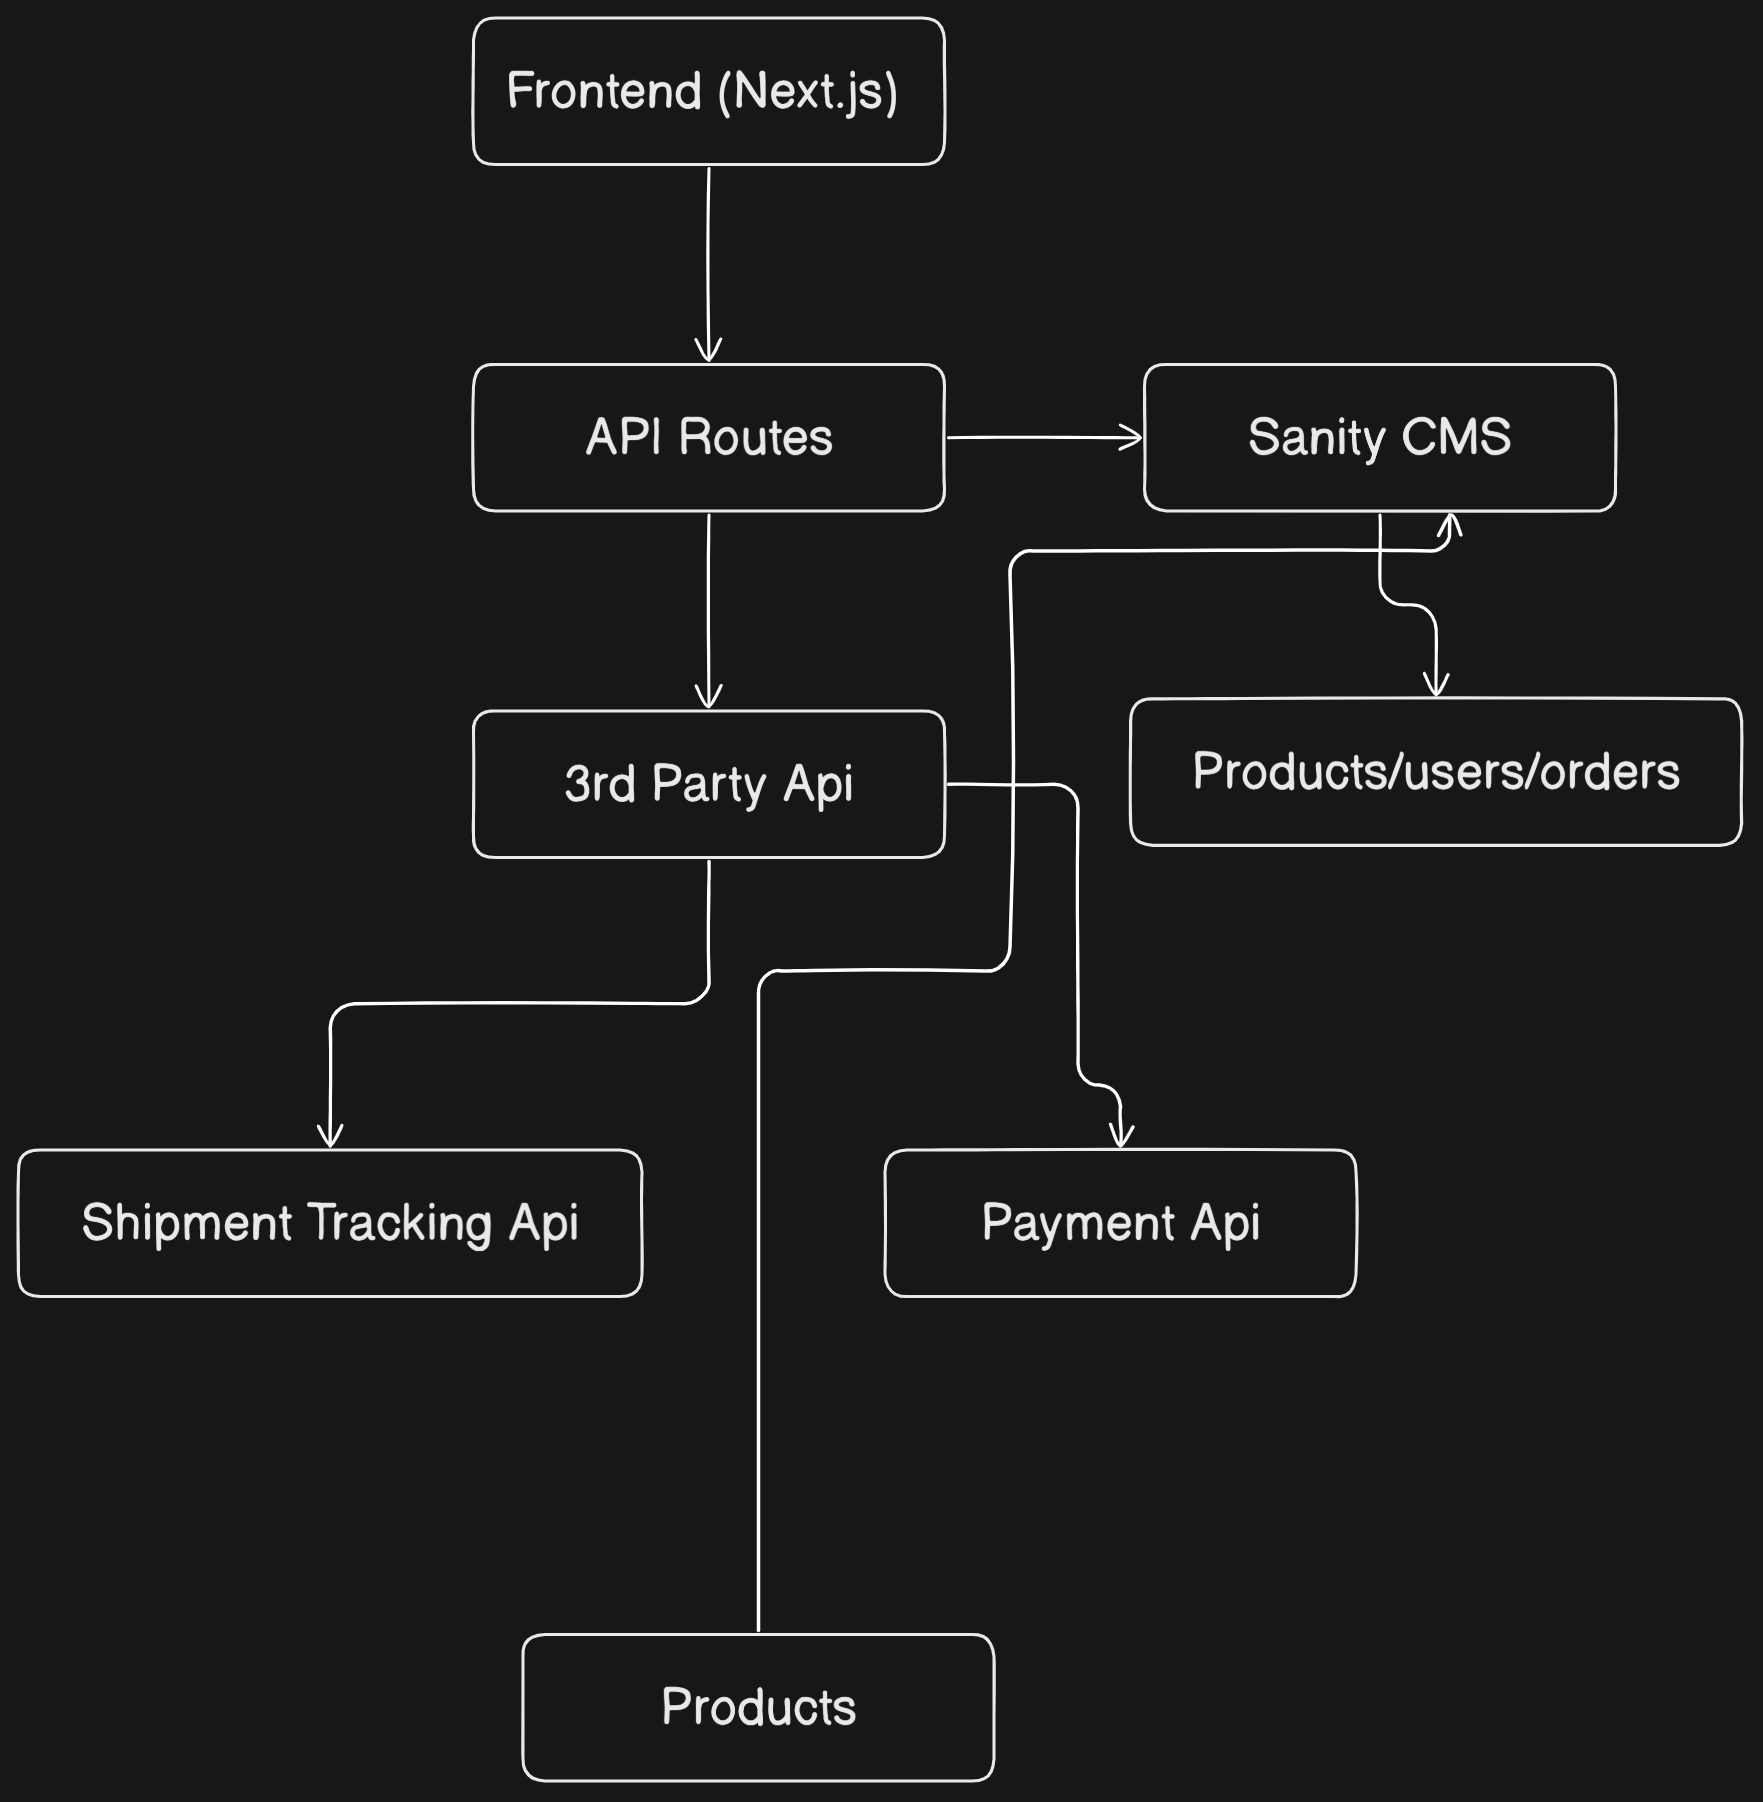 Frontend (Next.js)
API Routes
Sanity CMS
3rd Party Api
Products/users/orders
Shipment Tracking Api
Payment Api
Products